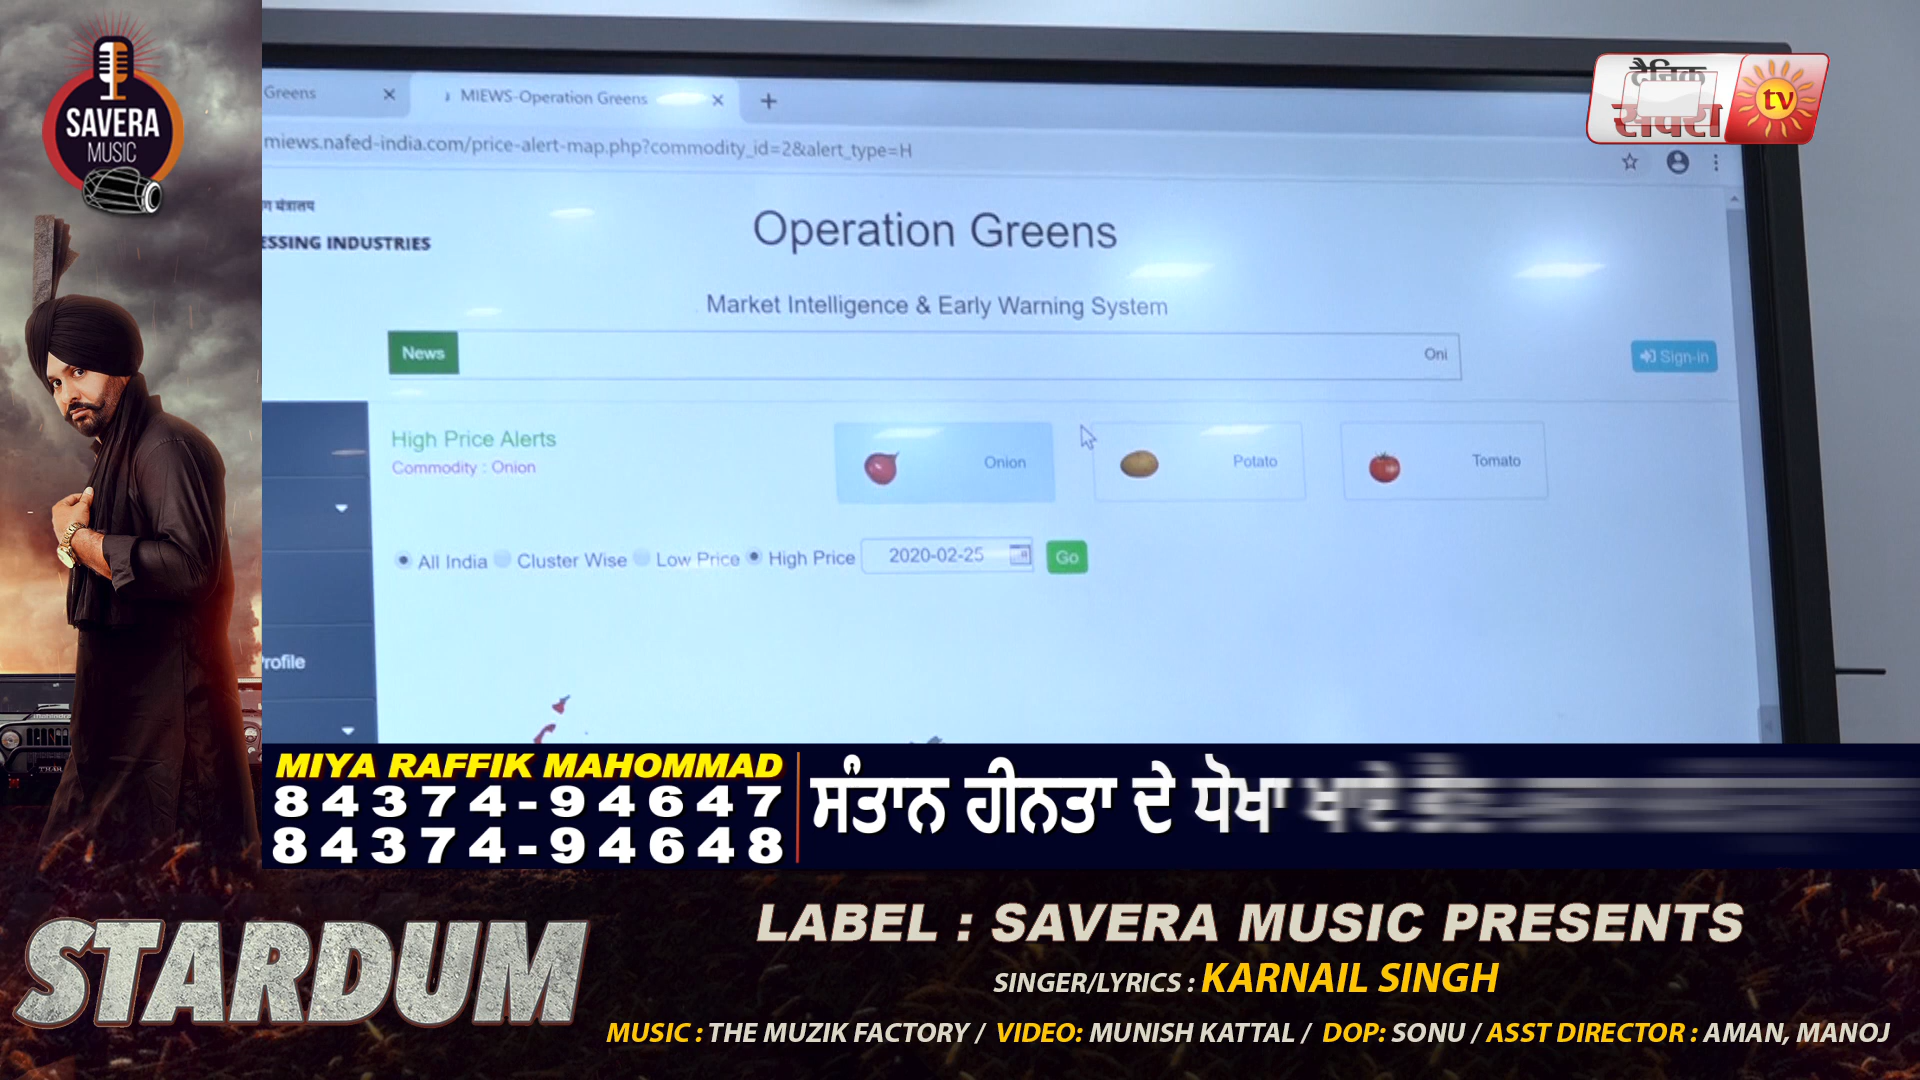 SAVERA
MUSIC
दैनिक
सवेरा
tv
Greens
MIEWS-Operation Greens
miews.nafed-india.com/price-alert-map.php?commodity_id=2&alert_type=H
मंत्रालय
ESSING INDUSTRIES
Operation Greens
Market Intelligence & Early Warning System
News
Oni
Sign-in
High Price Alerts
Commodity : Onion
Onion
Potato
Tomato
All India Cluster Wise Low Price High Price 2020-02-25 Go
rofile
mahindra
THAR
MIYA RAFFIK MAHOMMAD
84374-94647
84374-94648
ਸੰਤਾਨ ਹੀਨਤਾ ਦੇ ਧੋਖਾ ਖਾਦੇ
STARDUM
LABEL : SAVERA MUSIC PRESENTS
SINGER/LYRICS : KARNAIL SINGH
MUSIC : THE MUZIK FACTORY / VIDEO: MUNISH KATTAL / DOP: SONU / ASST DIRECTOR : AMAN, MANOJ